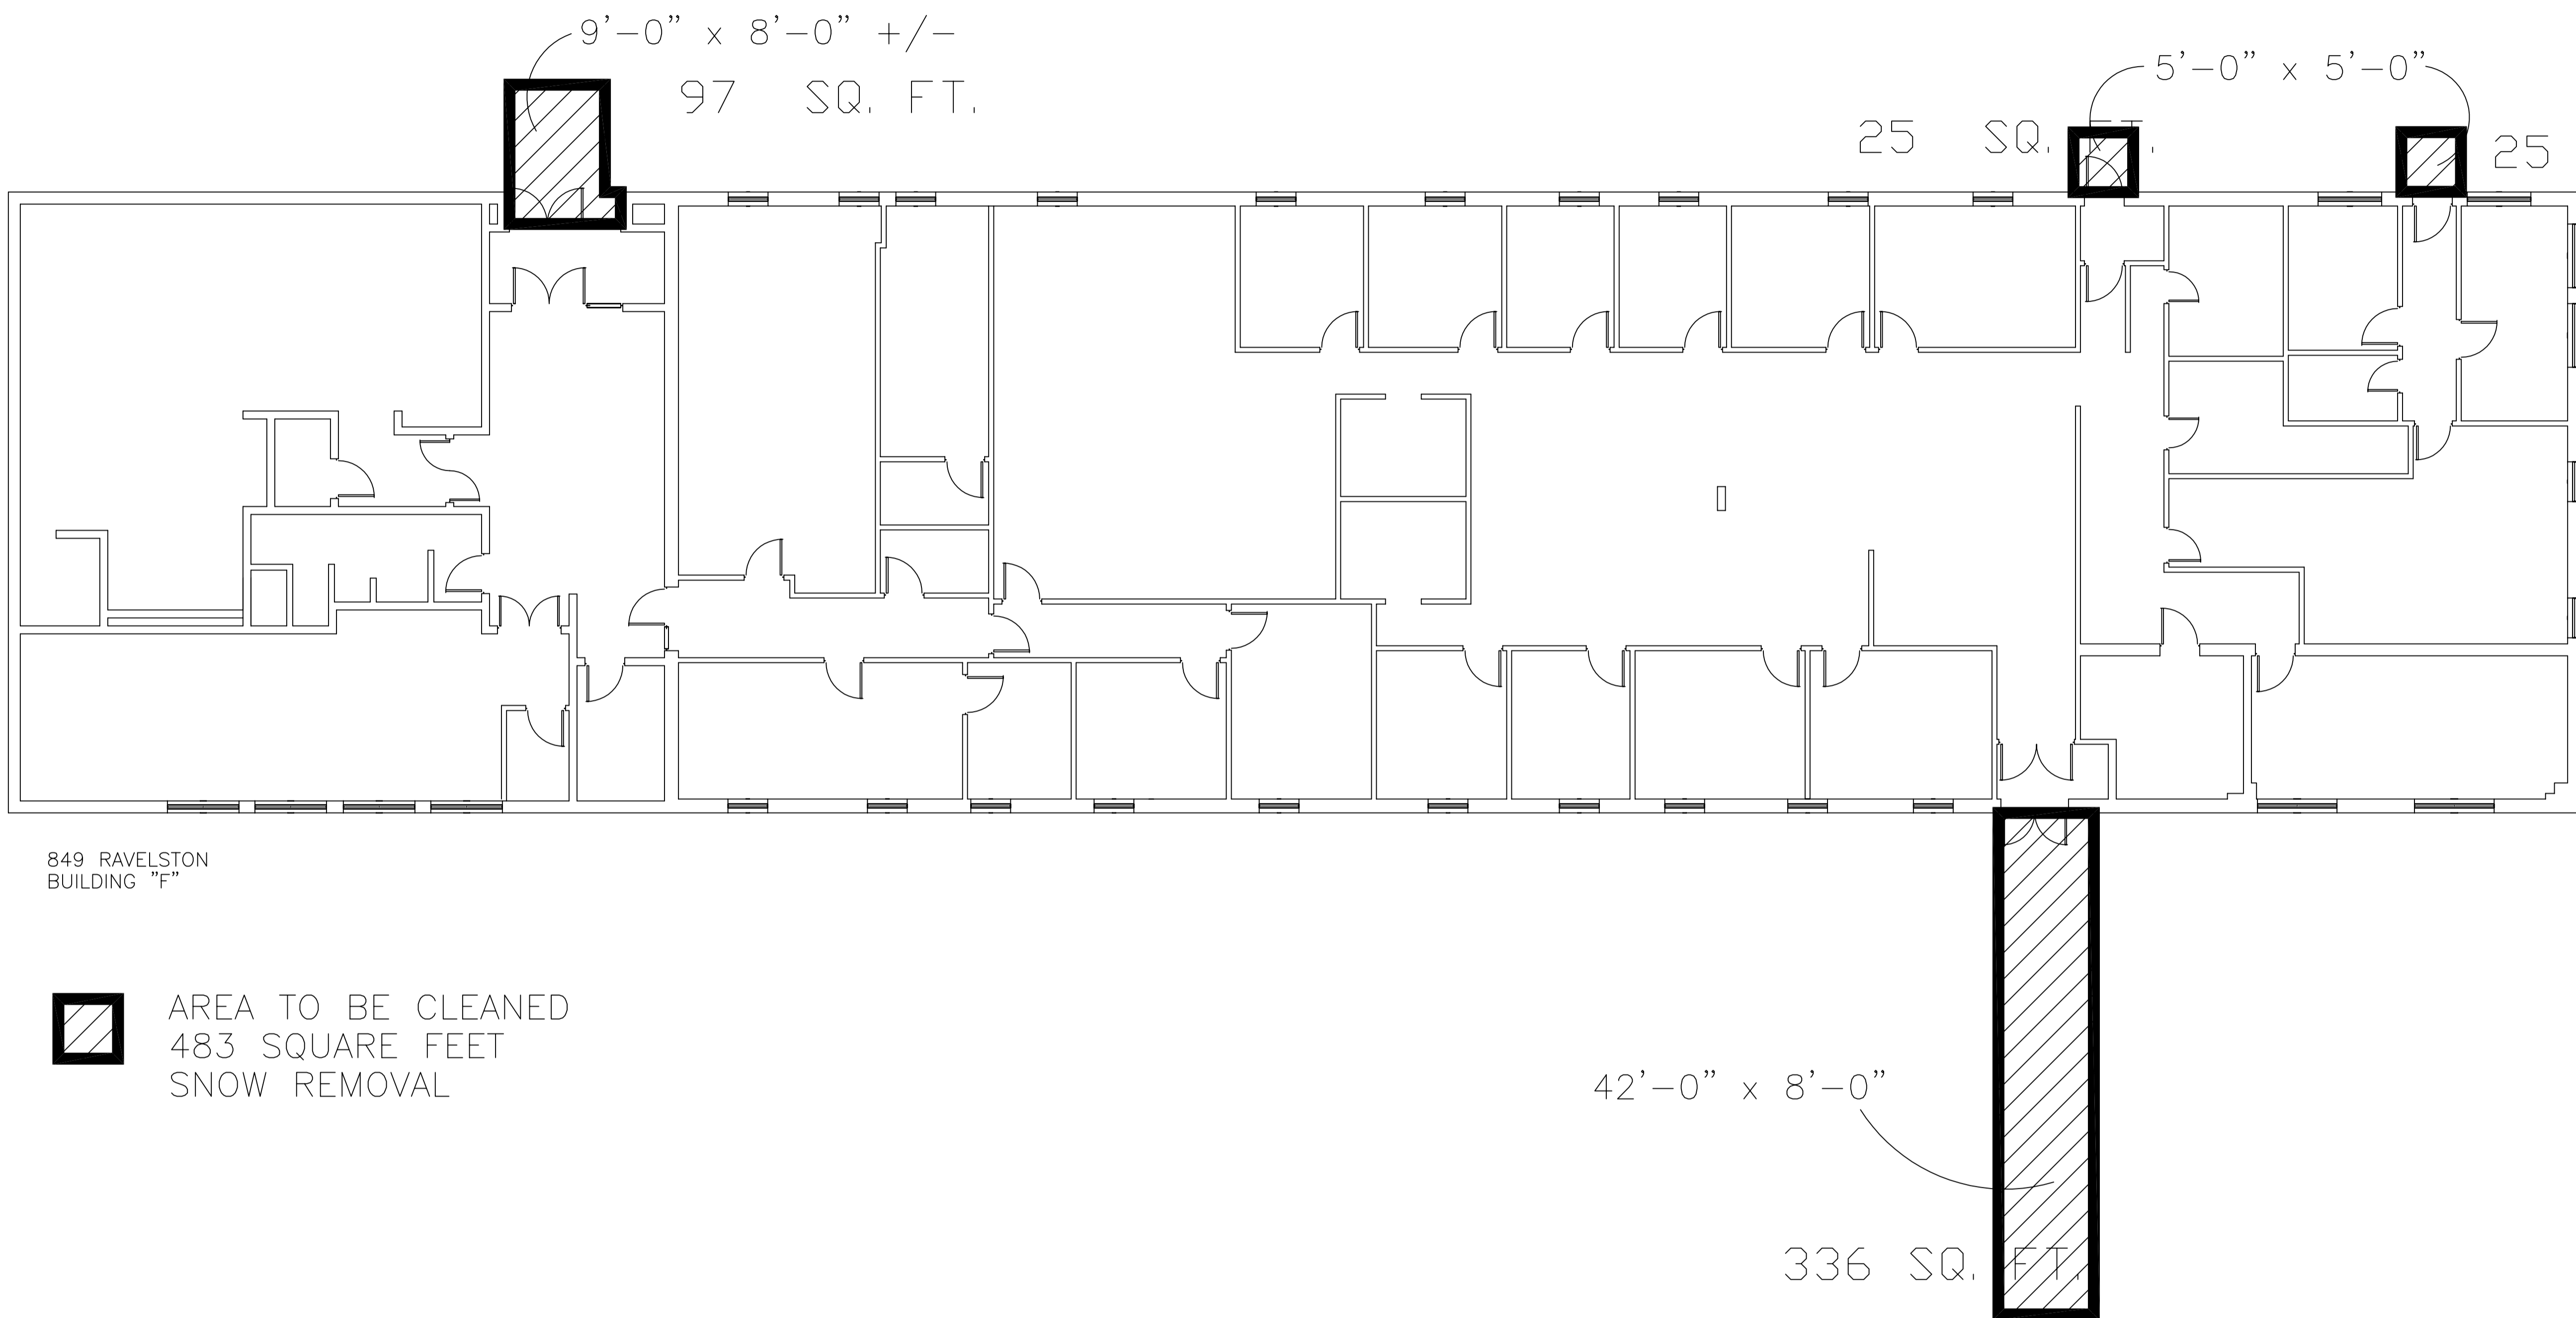 9'-0" x 8'-0" +/-
97 SQ. FT.
5'-0" x 5'-0"
25 SQ. FT.
25
849 RAVELSTON
BUILDING "F"
AREA TO BE CLEANED
483 SQUARE FEET
SNOW REMOVAL
42'-0" x 8'-0"
336 SQ. FT.